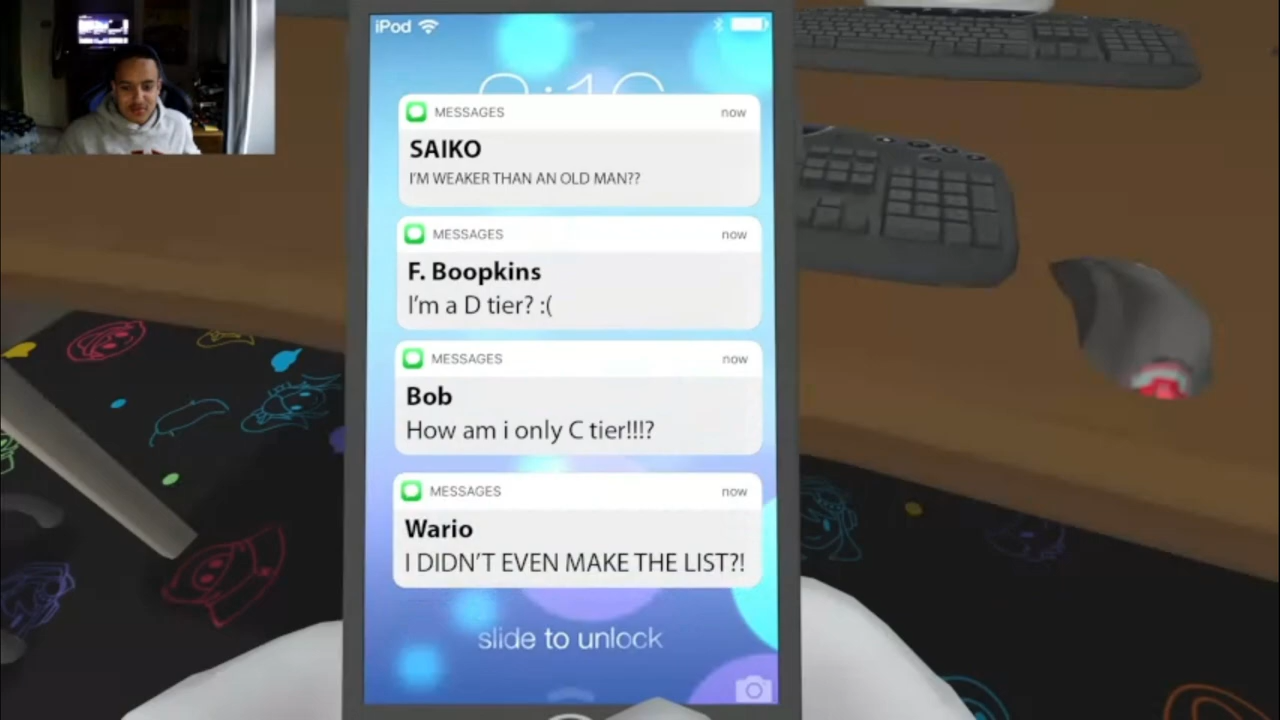 iPod
MESSAGES now
SAIKO
I'M WEAKER THAN AN OLD MAN??
MESSAGES now
F. Boopkins
I'm a D tier? :(
MESSAGES now
Bob
How am i only C tier!!!?
MESSAGES now
Wario
I DIDN'T EVEN MAKE THE LIST?!
slide to unlock